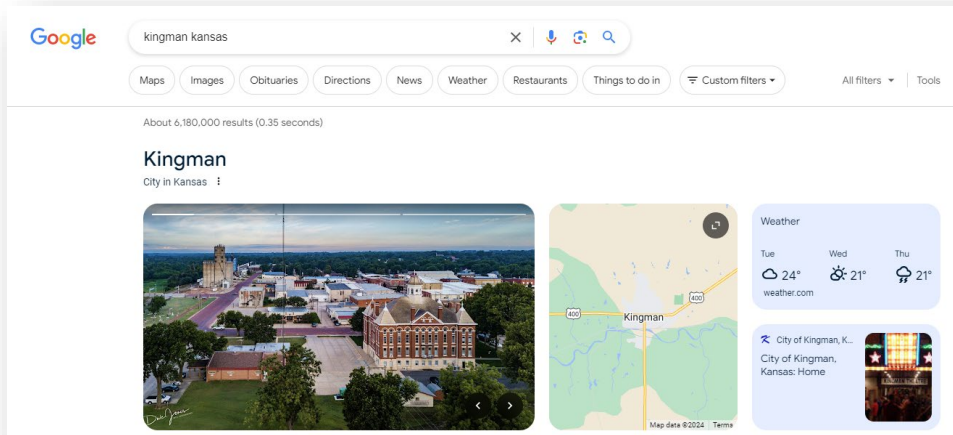 Google
kingman kansas
Maps
Images
Obituaries
Directions
News
Weather
Restaurants
Things to do in
Custom filters
All filters
Tools
About 6,180,000 results (0.35 seconds)
Kingman
City in Kansas
400
400
Kingman
Map data ©2024
Terms
Weather
Tue
Wed
Thu
24°
21°
21°
weather.com
City of Kingman, K...
City of Kingman,
Kansas: Home